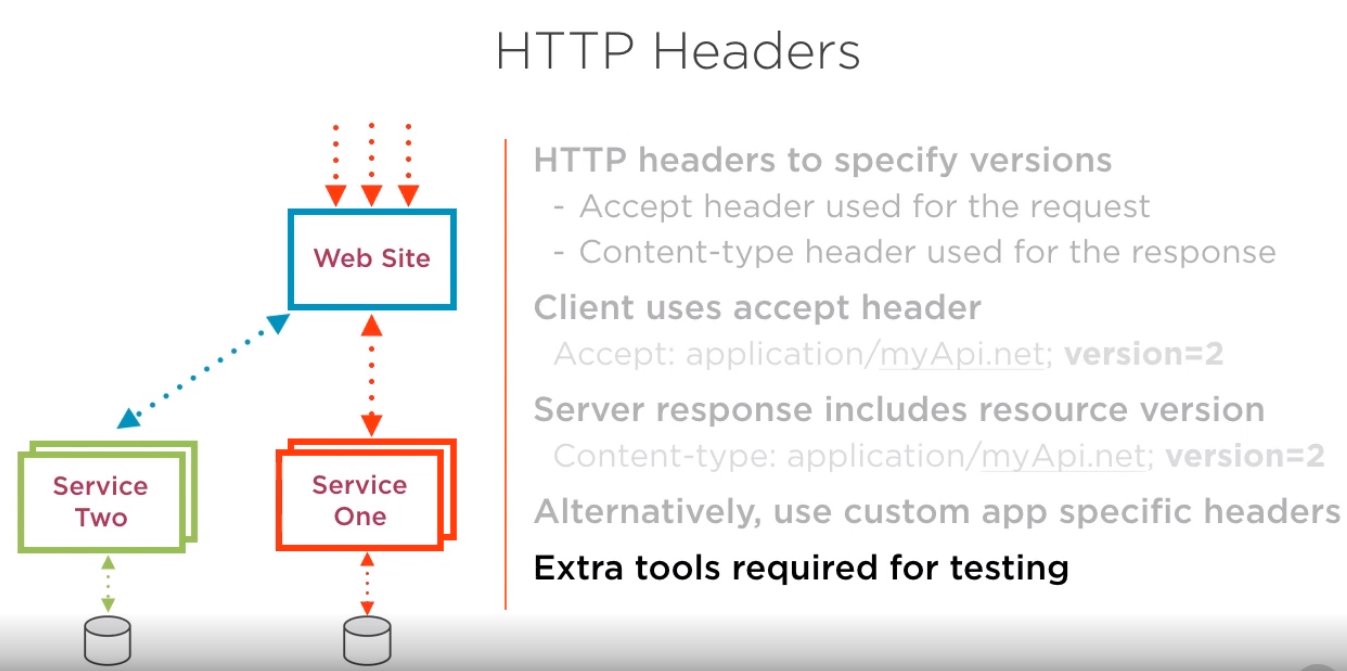 HTTP Headers
Web Site
Service
Two
Service
One
HTTP headers to specify versions
- Accept header used for the request
- Content-type header used for the response
Client uses accept header
Accept: application/myApi.net; version=2
Server response includes resource version
Content-type: application/myApi.net; version=2
Alternatively, use custom app specific headers
Extra tools required for testing